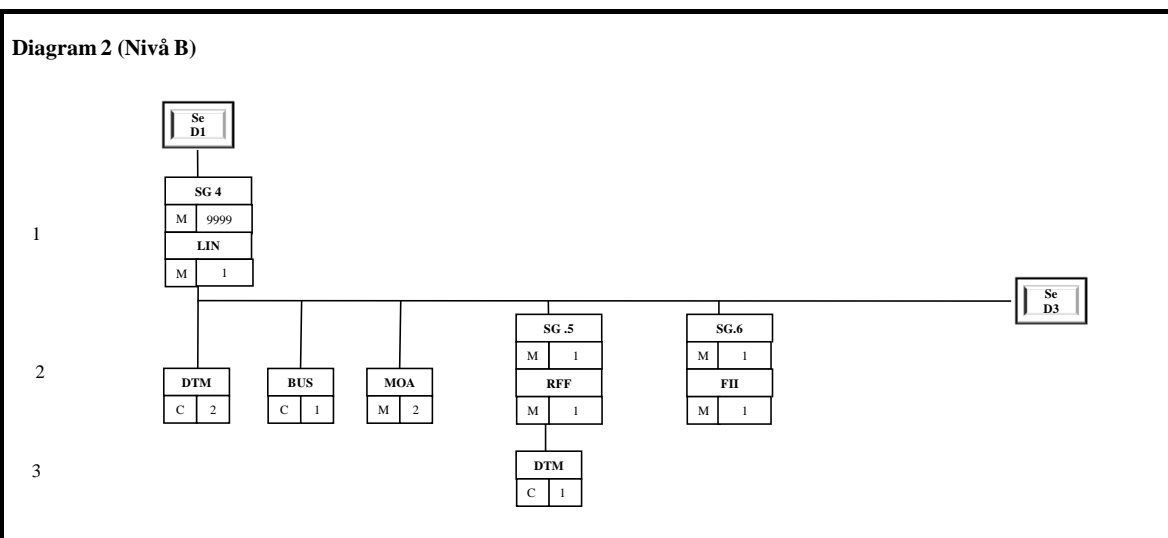 Diagram 2 (Nivå B)
Se
D1
SG 4
M 9999
1
LIN
M 1
Se
D3
SG .5 SG.6
M 1 M 1
2
DTM BUS MOA RFF FII
C 2 C 1 M 2 M 1 M 1
3
DTM
C 1